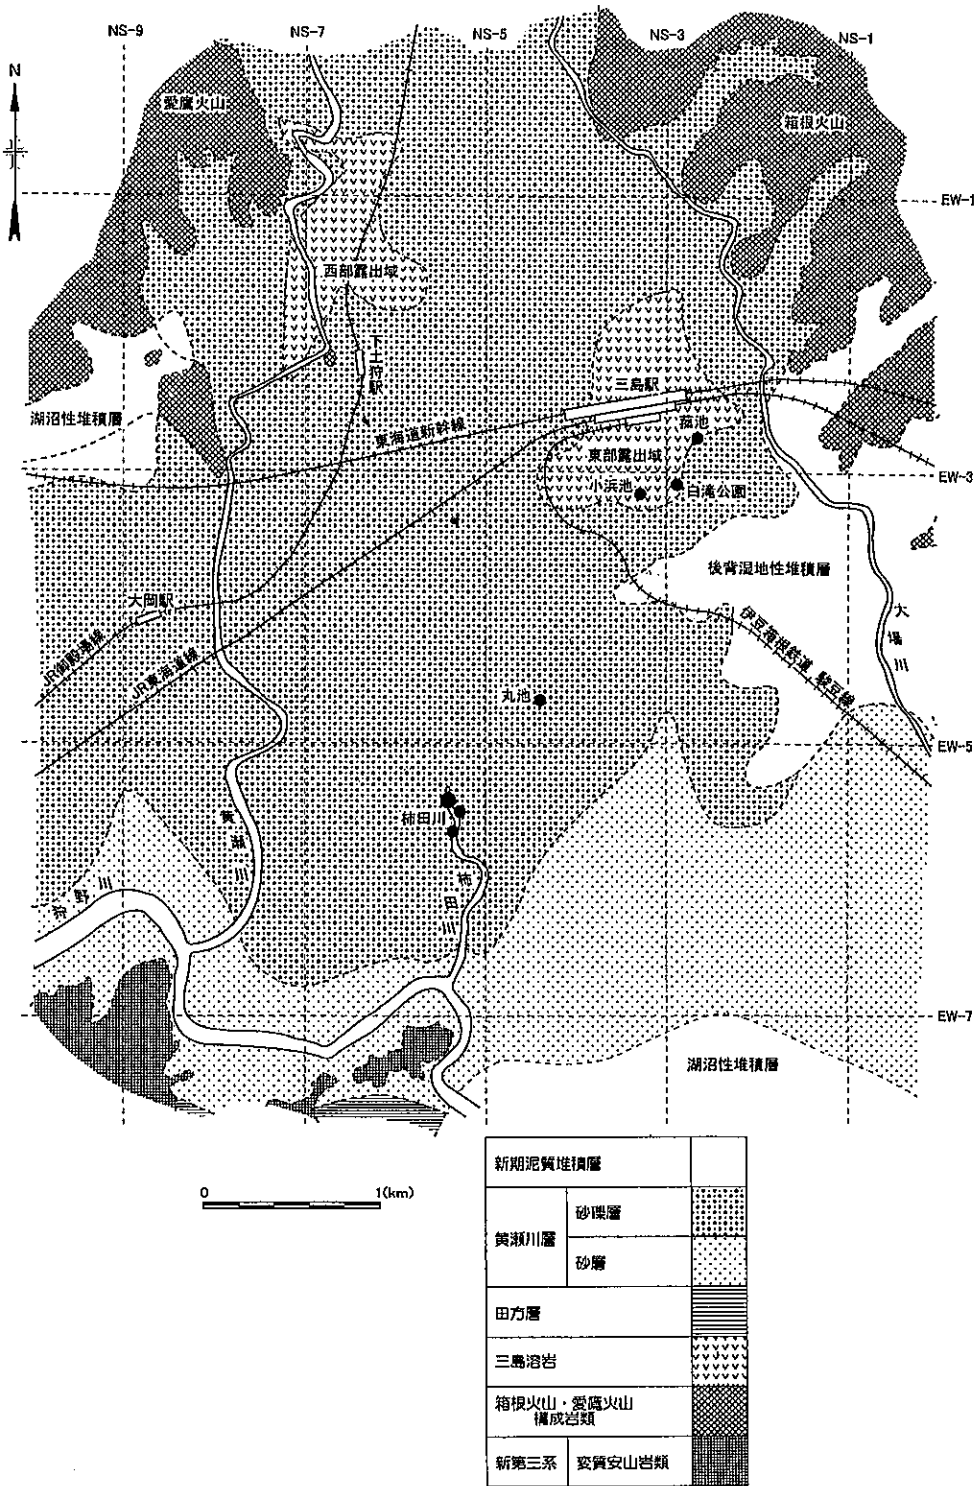 NS-9
NS-7
NS-5
NS-3
NS-1
N
愛鷹火山
箱根火山
EW-1
西部露出域
下土狩駅
三島駅
湖沼性堆積層
東海道新幹線
菰池
東部露出域
EW-3
小浜池
白滝公園
後背湿地性堆積層
大岡駅
大場川
JR御殿場線
JR東海道線
伊豆箱根鉄道 駿豆線
丸池
EW-5
柿田川
黄瀬川
柿田川
狩野川
EW-7
湖沼性堆積層
0 1(km)
新期泥質堆積層
黄瀬川層
砂礫層
砂層
田方層
三島溶岩
箱根火山・愛鷹火山
構成岩類
新第三系
変質安山岩類